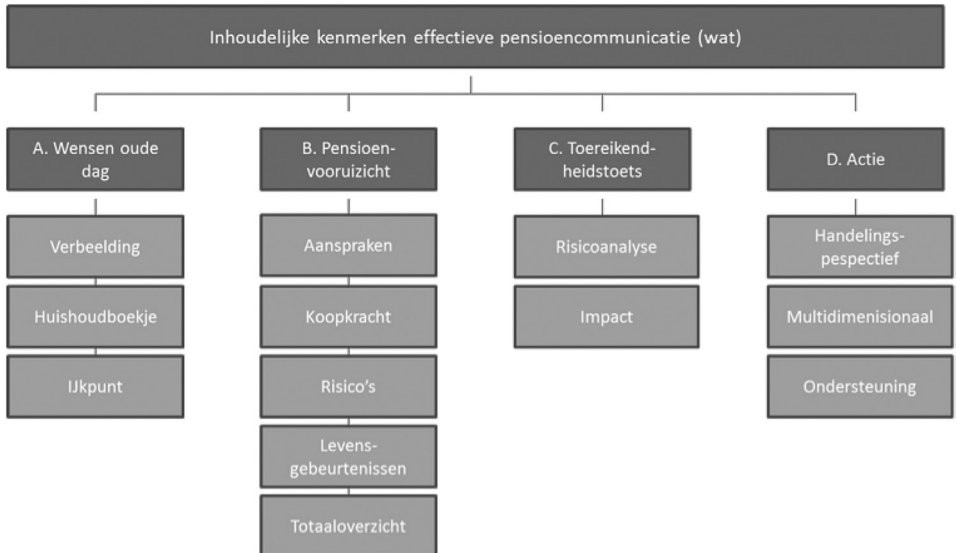 Inhoudelijke kenmerken effectieve pensioencommunicatie (wat)
A. Wensen oude
dag
Verbeelding
Huishoudboekje
IJkpunt
B. Pensioen-
vooruizicht
Aanspraken
Koopkracht
Risico's
Levens-
gebeurtenissen
Totaaloverzicht
C. Toereikend-
heidstoets
Risicoanalyse
Impact
D. Actie
Handelings-
pespectief
Multidimenisionaal
Ondersteuning